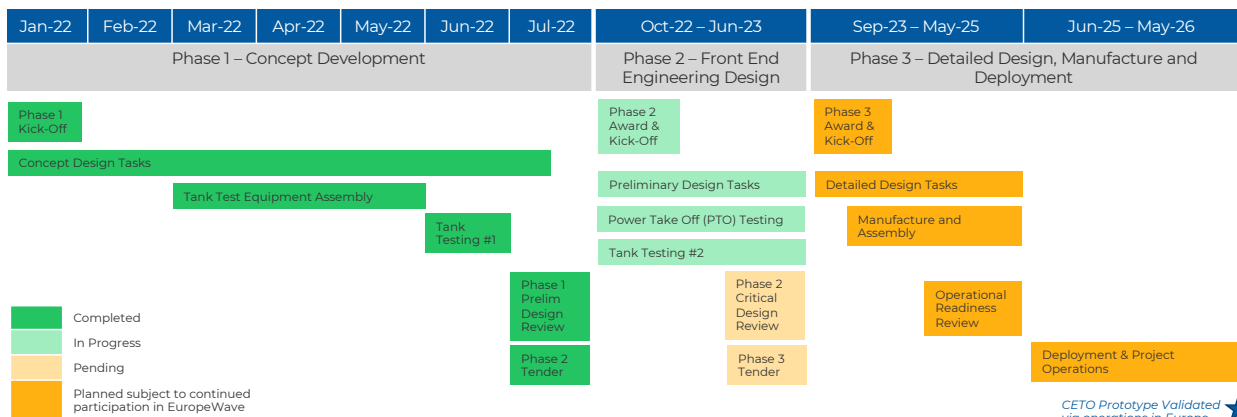 Jan-22 Feb-22 Mar-22 Apr-22 May-22 Jun-22 Jul-22 Oct-22 – Jun-23 Sep-23 – May-25 Jun-25 – May-26
Phase 1 – Concept Development
Phase 2 – Front End
Engineering Design
Phase 3 – Detailed Design, Manufacture and
Deployment
Phase 1
Kick-Off
Phase 2
Award &
Kick-Off
Phase 3
Award &
Kick-Off
Concept Design Tasks
Preliminary Design Tasks
Detailed Design Tasks
Tank Test Equipment Assembly
Tank
Testing #1
Power Take Off (PTO) Testing
Manufacture and
Assembly
Tank Testing #2
Phase 1
Prelim
Design
Review
Phase 2
Critical
Design
Review
Operational
Readiness
Review
Phase 2
Tender
Phase 3
Tender
Deployment & Project
Operations
Completed
In Progress
Pending
Planned subject to continued
participation in EuropeWave
CETO Prototype Validated
via operations in Europe